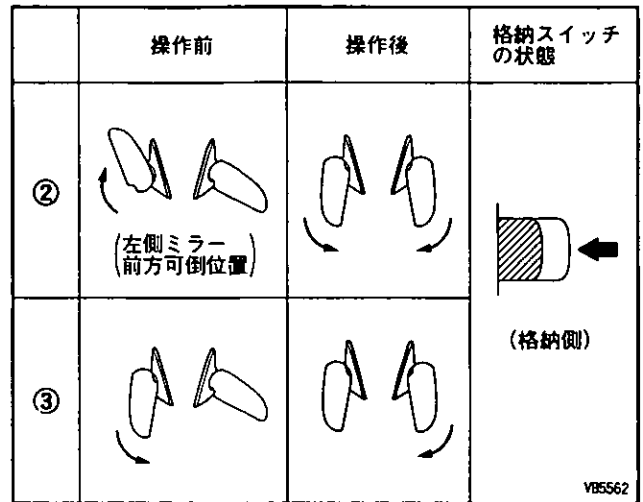 操作前
操作後
格納スイッチ
の状態
②
(左側ミラー
前方可倒位置)
(格納側)
③
VB5562